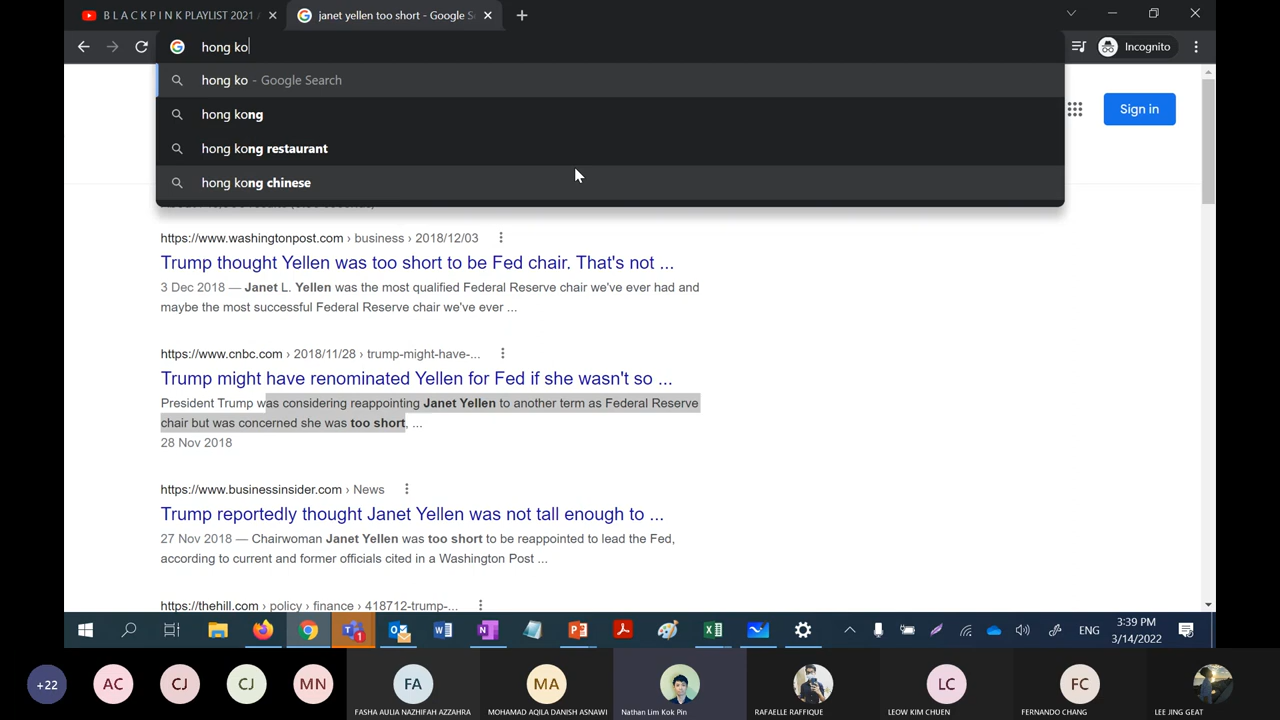 B L A C K P I N K PLAYLIST 2021
janet yellen too short - Google S
hong ko
Incognito
hong ko - Google Search
hong kong
hong kong restaurant
hong kong chinese
Sign in
https://www.washingtonpost.com › business › 2018/12/03
Trump thought Yellen was too short to be Fed chair. That's not ...
3 Dec 2018 — Janet L. Yellen was the most qualified Federal Reserve chair we've ever had and
maybe the most successful Federal Reserve chair we've ever ...
https://www.cnbc.com › 2018/11/28 › trump-might-have-...
Trump might have renominated Yellen for Fed if she wasn't so ...
President Trump was considering reappointing Janet Yellen to another term as Federal Reserve
chair but was concerned she was too short, ...
28 Nov 2018
https://www.businessinsider.com › News
Trump reportedly thought Janet Yellen was not tall enough to ...
27 Nov 2018 — Chairwoman Janet Yellen was too short to be reappointed to lead the Fed,
according to current and former officials cited in a Washington Post ...
https://thehill.com › policy › finance › 418712-trump-...
1
ENG
3:39 PM
3/14/2022
+22
AC
CJ
CJ
MN
FA
MA
LC
FC
FASHA AULIA NAZHIFAH AZZAHRA
MOHAMAD AQILA DANISH ASNAWI
Nathan Lim Kok Pin
RAFAELLE RAFFIQUE
LEOW KIM CHUEN
FERNANDO CHANG
LEE JING GEAT